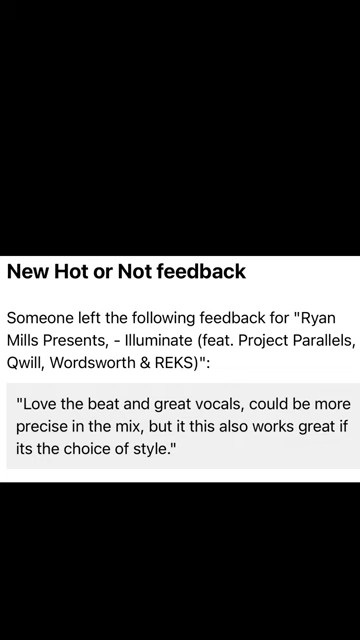 New Hot or Not feedback
Someone left the following feedback for "Ryan
Mills Presents, - Illuminate (feat. Project Parallels,
Qwill, Wordsworth & REKS)":
"Love the beat and great vocals, could be more
precise in the mix, but it this also works great if
its the choice of style."